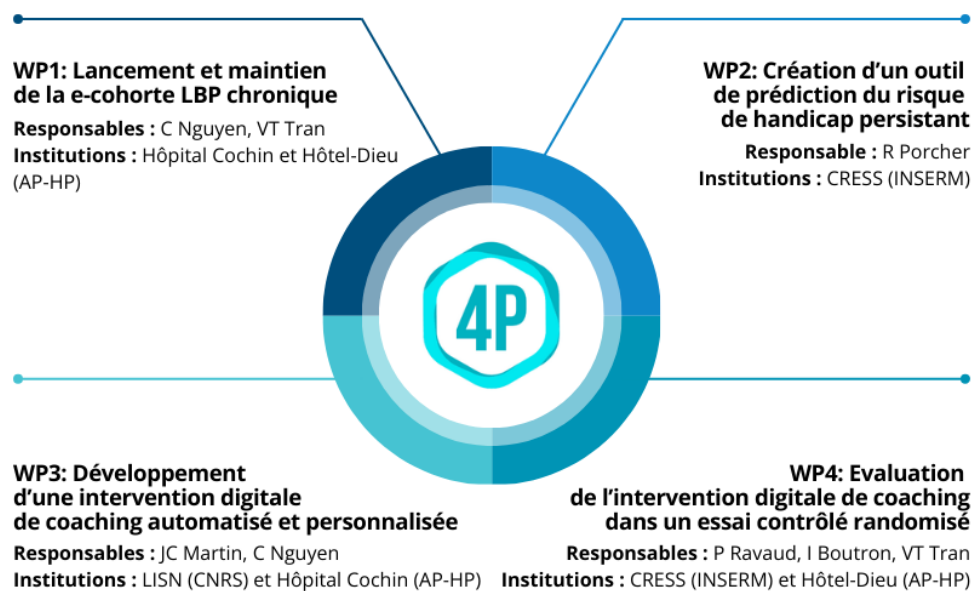 WP1: Lancement et maintien
de la e-cohorte LBP chronique
Responsables : C Nguyen, VT Tran
Institutions : Hôpital Cochin et Hôtel-Dieu
(AP-HP)
WP2: Création d’un outil
de prédiction du risque
de handicap persistant
Responsable : R Porcher
Institutions : CRESS (INSERM)
4P
WP3: Développement
d’une intervention digitale
de coaching automatisé et personnalisée
Responsables : JC Martin, C Nguyen
Institutions : LISN (CNRS) et Hôpital Cochin (AP-HP)
WP4: Evaluation
de l’intervention digitale de coaching
dans un essai contrôlé randomisé
Responsables : P Ravaud, I Boutron, VT Tran
Institutions : CRESS (INSERM) et Hôtel-Dieu (AP-HP)